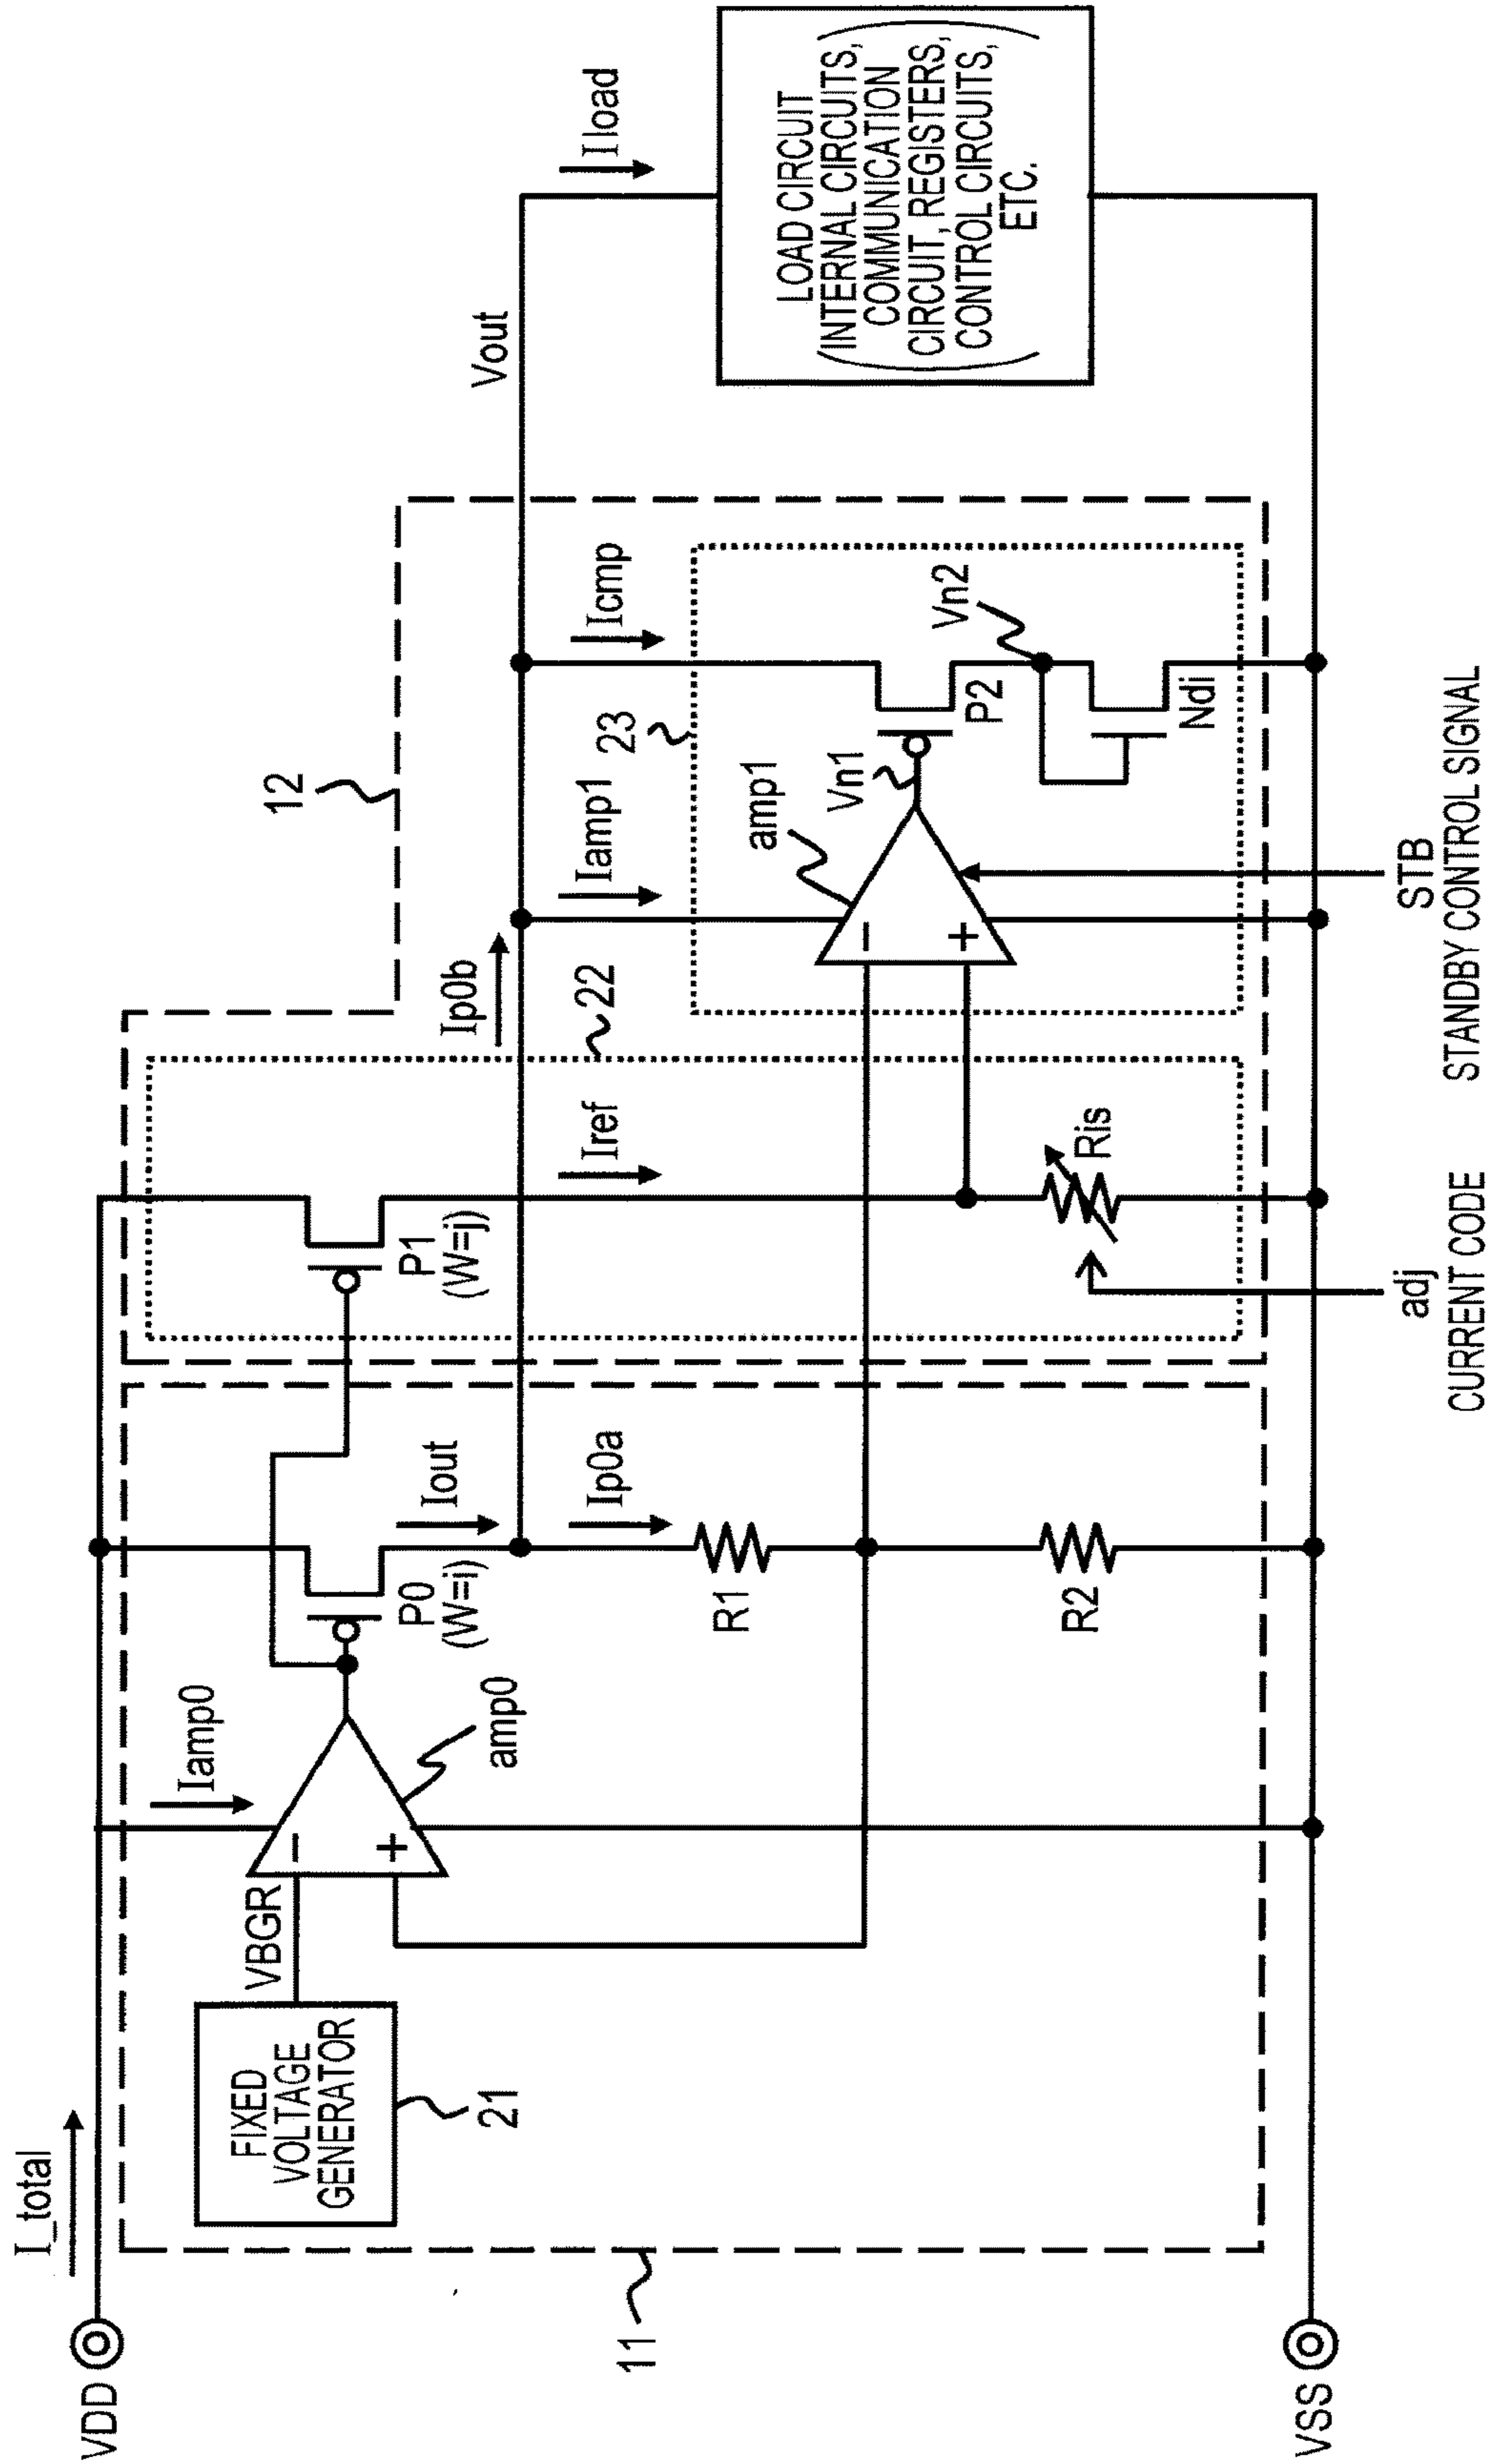 I_total
VDD
VSS
11
FIXED
VOLTAGE
GENERATOR
21
VBGR
Iamp0
amp0
−
+
P0
(W=i)
Iout
Ip0a
R1
R2
12
22
P1
(W=j)
Iref
Ris
adj
CURRENT CODE
Ip0b
Iamp1
amp1
−
+
23
Vn1
Icmp
P2
Vn2
Ndi
STB
STANDBY CONTROL SIGNAL
Vout
Iload
LOAD CIRCUIT
(INTERNAL CIRCUITS,
COMMUNICATION
CIRCUIT, REGISTERS,
CONTROL CIRCUITS,
ETC.)